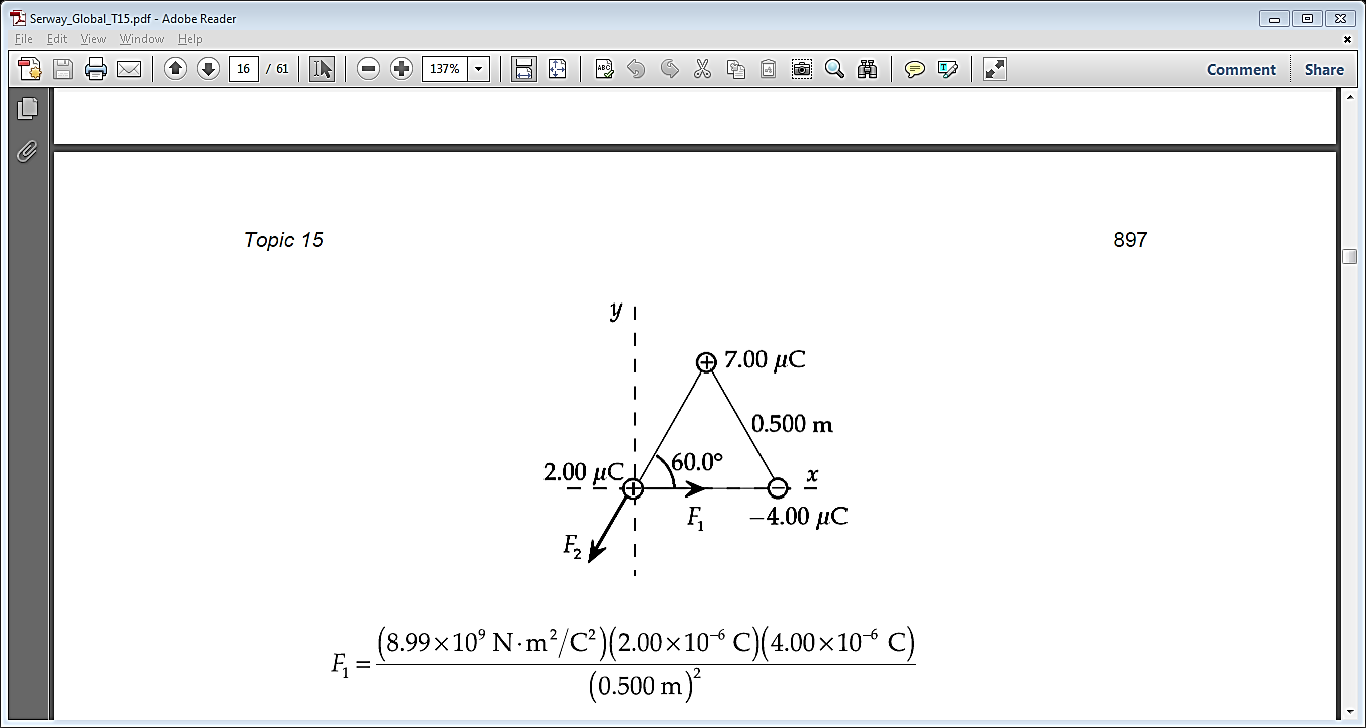 Serway_Global_T15.pdf - Adobe Reader
File Edit View Window Help
16 / 61 137% Comment Share
Topic 15 897
y
+ 7.00 μC
0.500 m
60.0°
2.00 μC + − x
F₁ −4.00 μC
F₂
F₁ = (8.99×10⁹ N·m²/C²)(2.00×10⁻⁶ C)(4.00×10⁻⁶ C)
(0.500 m)²